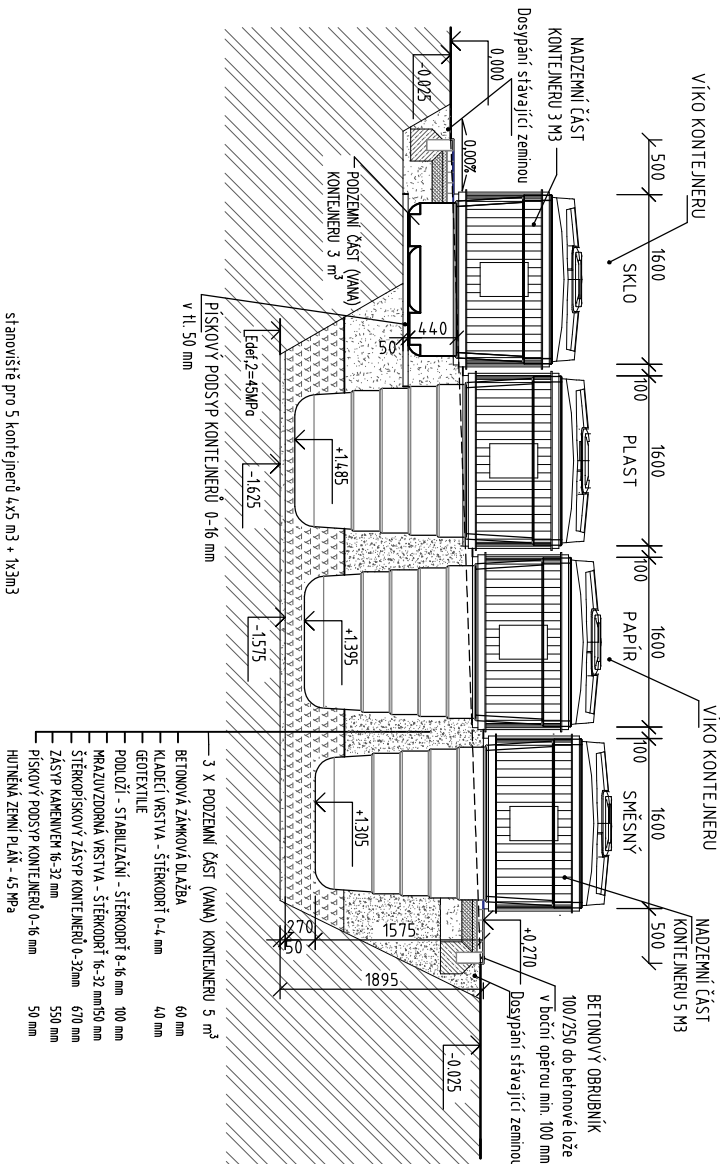 VÍKO KONTEJNERU
VÍKO KONTEJNERU
NADZEMNÍ ČÁST
KONTEJNERU 3 M3
NADZEMNÍ ČÁST
KONTEJNERU 5 M3
500
1600
100
1600
100
1600
100
1600
500
SKLO
PLAST
PAPÍR
SMĚSNÝ
Dosypání stávající zeminou
0,000
-0.025
0,00%
BETONOVÝ OBRUBNÍK
100/250 do betonové lože
v boční opěrou min. 100 mm
Dosypání stávající zeminou
+0,270
-0.025
PODZEMNÍ ČÁST (VANA)
KONTEJNERU 3 m³
440
50
PÍSKOVÝ PODSYP KONTEJNERŮ 0-16 mm
v tl. 50 mm
Edef,2=45MPa
+1.485
+1.395
+1.305
-1.625
-1.575
1575
270
50
1895
3 X PODZEMNÍ ČÁST (VANA) KONTEJNERU 5 m³
BETONOVÁ ZÁMKOVÁ DLAŽBA 60 mm
KLADECÍ VRSTVA - ŠTĚRKODRŤ 0-4 mm 40 mm
GEOTEXTILIE
PODLOŽÍ - STABILIZAČNÍ - ŠTĚRKODRŤ 8-16 mm 100 mm
MRAZUVZDORNÁ VRSTVA - ŠTĚRKODRŤ 16-32 mm150 mm
ŠTĚRKOPÍSKOVÝ ZÁSYP KONTEJNERŮ 0-32mm 670 mm
ZÁSYP KAMENIVEM 16-32 mm 550 mm
PÍSKOVÝ PODSYP KONTEJNERŮ 0-16 mm 50 mm
HUTNĚNÁ ZEMNÍ PLÁŇ - 45 MPa
stanoviště pro 5 kontejnerů 4x5 m3 + 1x3m3